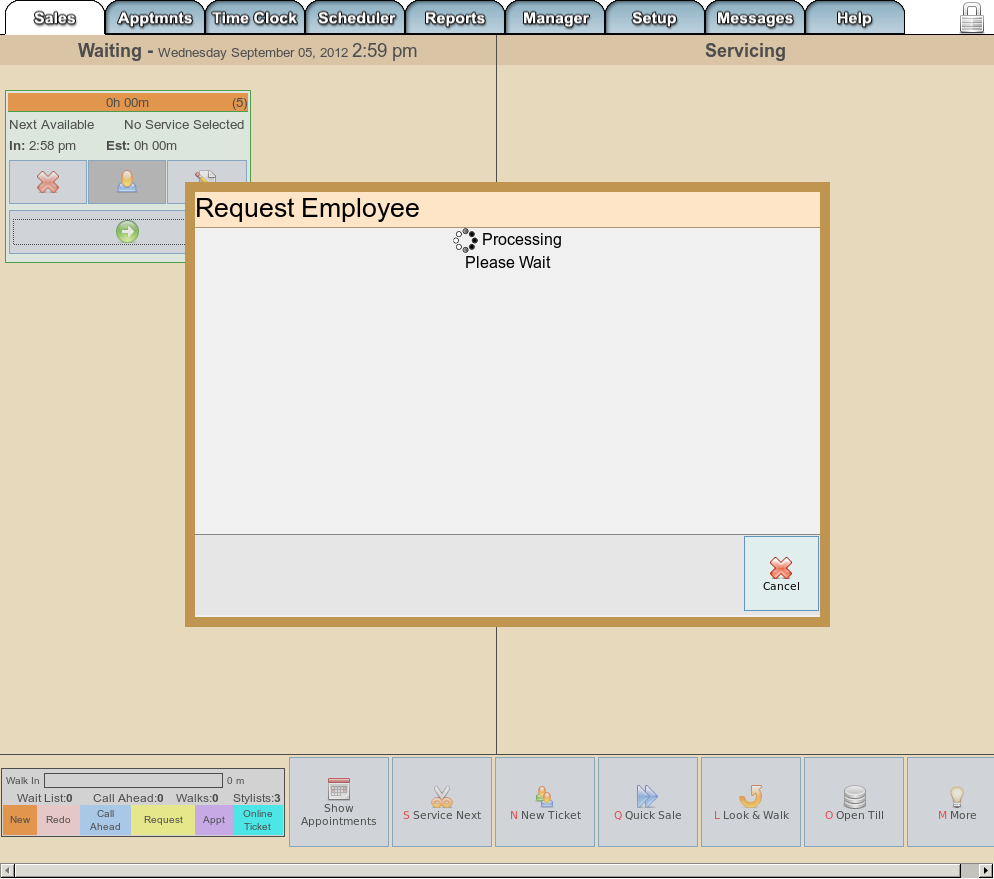 Sales Apptmnts Time Clock Scheduler Reports Manager Setup Messages Help
Waiting - Wednesday September 05, 2012 2:59 pm
Servicing
0h 00m (5)
Next Available No Service Selected
In: 2:58 pm Est: 0h 00m
Request Employee
Processing
Please Wait
Cancel
Walk In 0 m
Wait List:0 Call Ahead:0 Walks:0 Stylists:3
New Redo Call Ahead Request Appt Online Ticket
Show
Appointments
S Service Next
N New Ticket
Q Quick Sale
L Look & Walk
O Open Till
M More